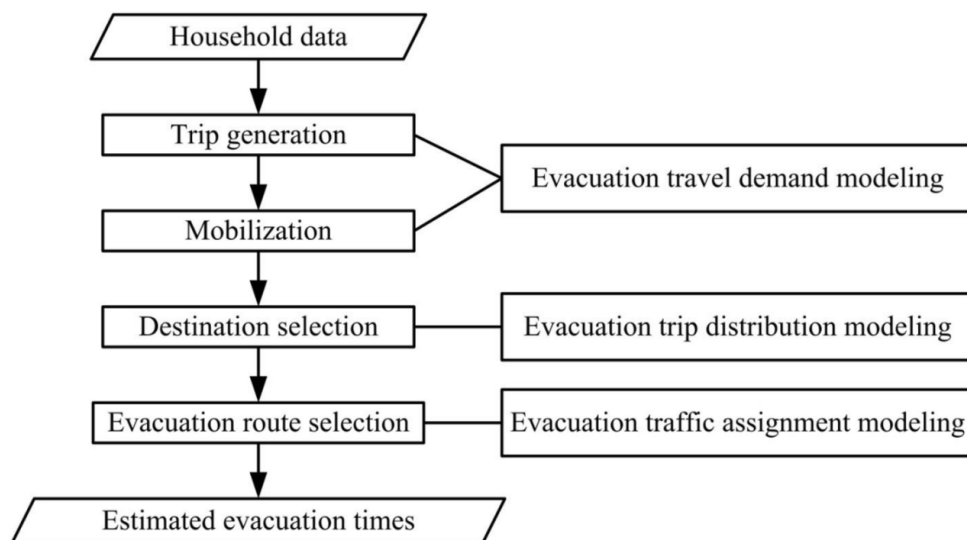 Household data
Trip generation
Evacuation travel demand modeling
Mobilization
Destination selection
Evacuation trip distribution modeling
Evacuation route selection
Evacuation traffic assignment modeling
Estimated evacuation times